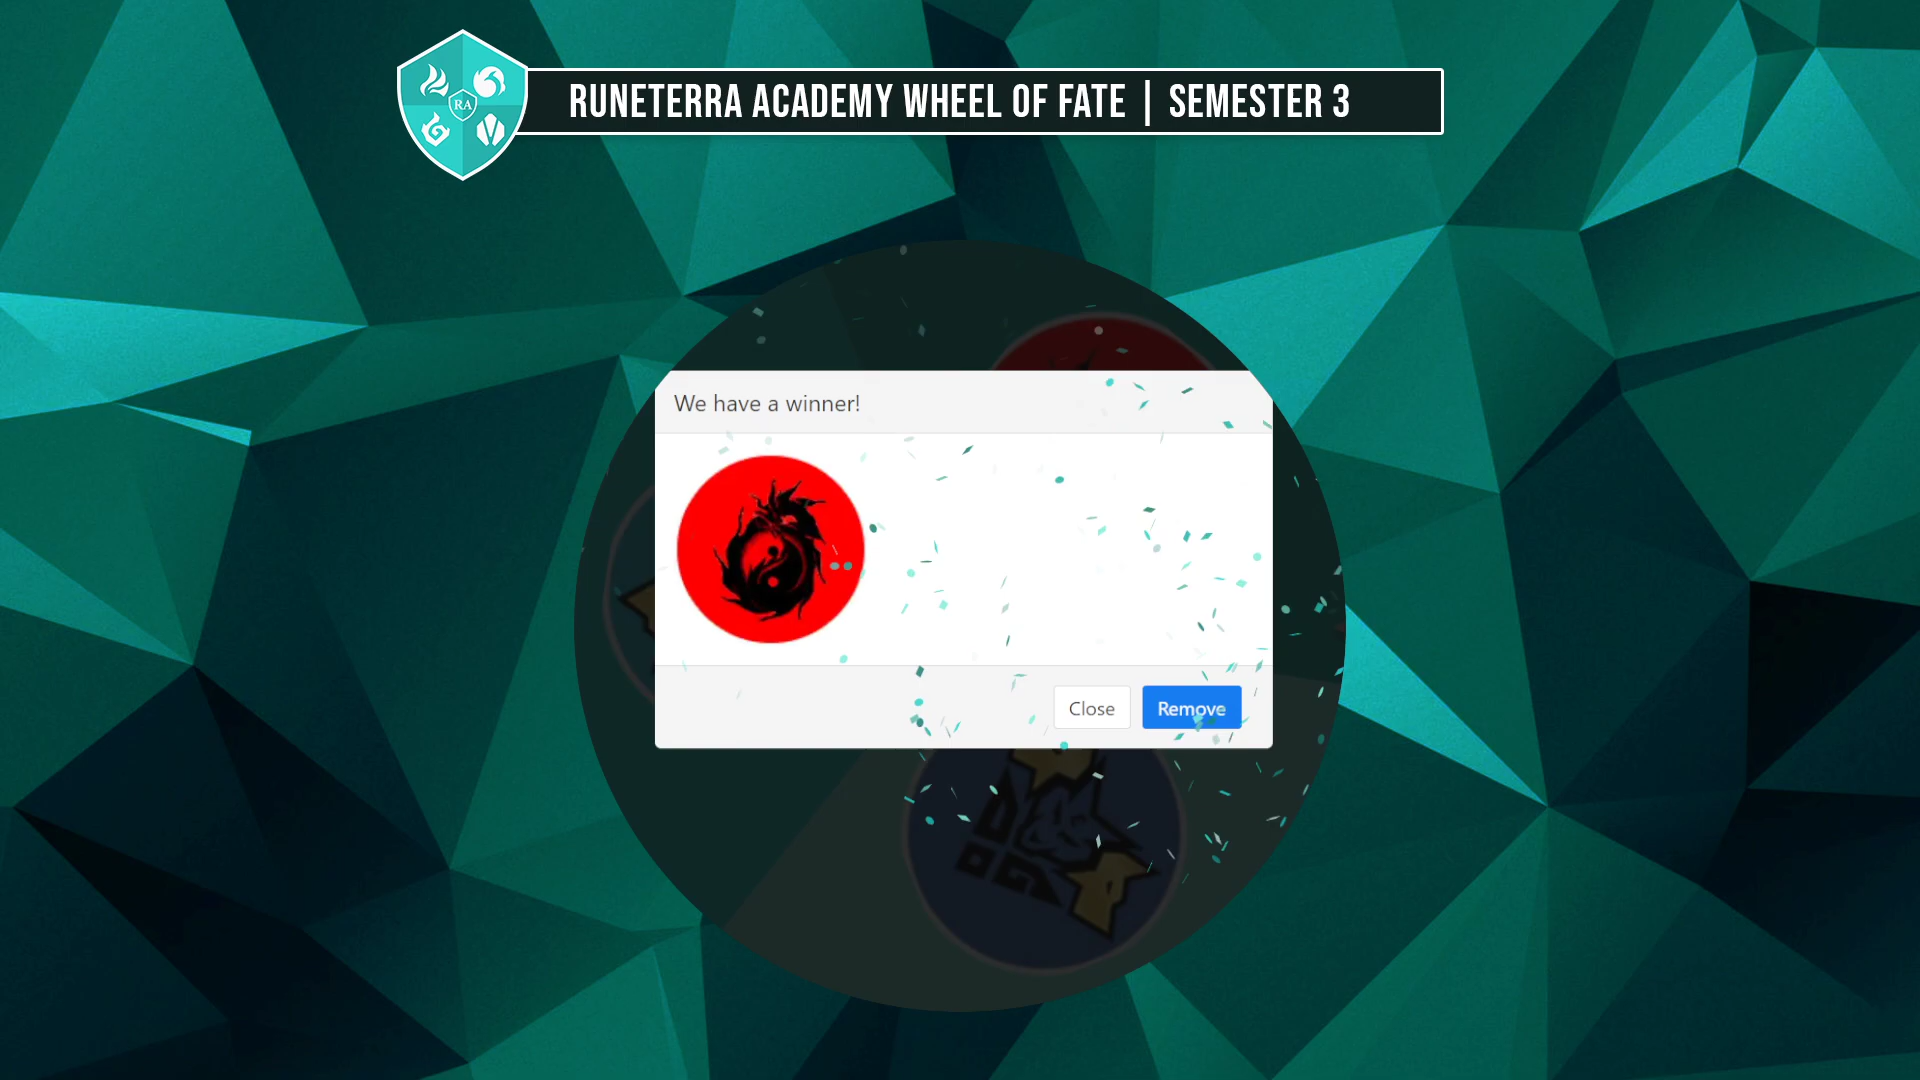 RUNETERRA ACADEMY WHEEL OF FATE | SEMESTER 3
RA
We have a winner!
Close
Remove